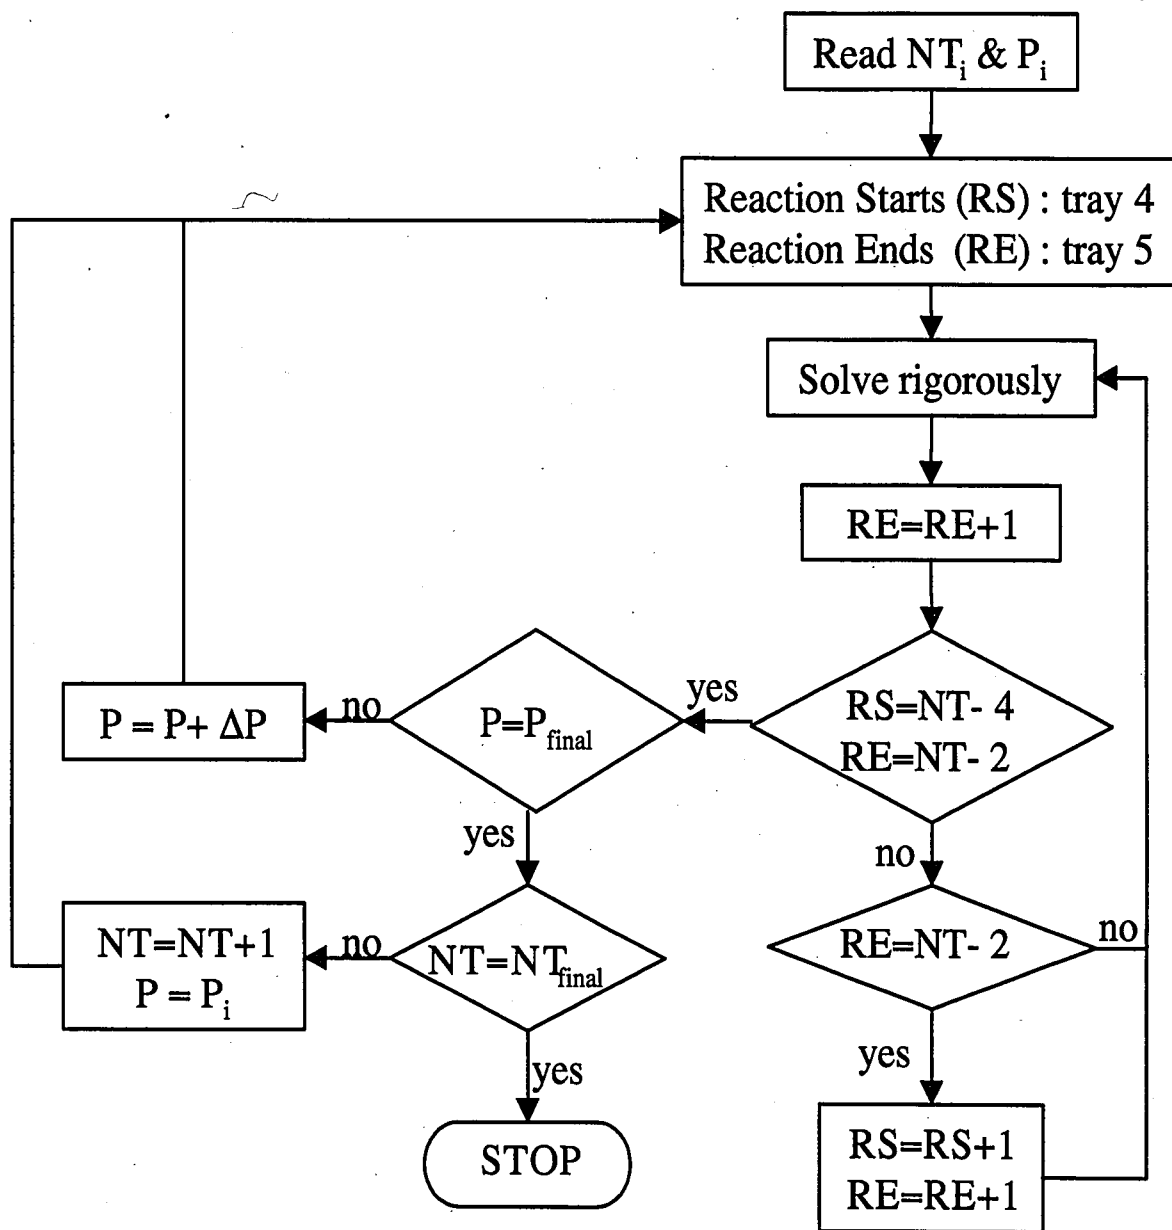 Read NTi & Pi
Reaction Starts (RS) : tray 4
Reaction Ends (RE) : tray 5
Solve rigorously
RE=RE+1
RS=NT- 4
RE=NT- 2
yes
P=Pfinal
no
P = P+ ΔP
yes
no
RE=NT- 2
no
NT=NTfinal
no
NT=NT+1
P = Pi
yes
yes
STOP
RS=RS+1
RE=RE+1